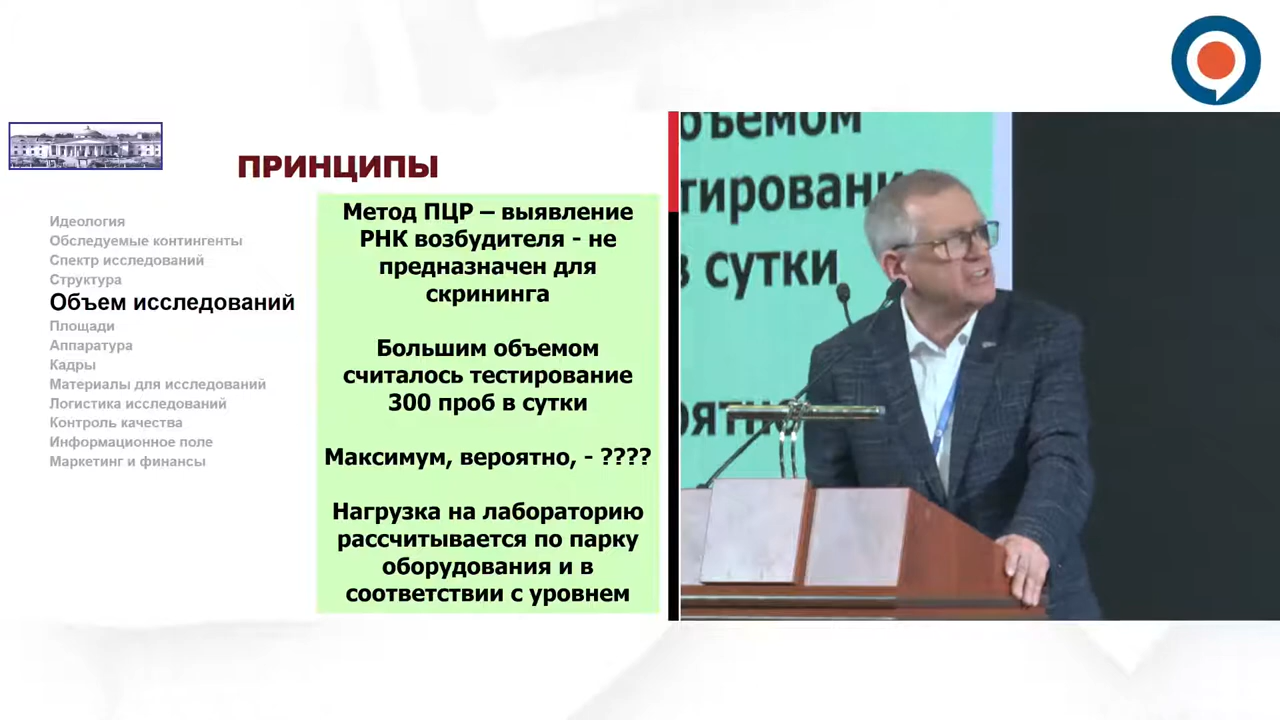 ПРИНЦИПЫ
Идеология
Обследуемые контингенты
Спектр исследований
Структура
Объем исследований
Площади
Аппаратура
Кадры
Материалы для исследований
Логистика исследований
Контроль качества
Информационное поле
Маркетинг и финансы
Метод ПЦР – выявление
РНК возбудителя - не
предназначен для
скрининга
Большим объемом
считалось тестирование
300 проб в сутки
Максимум, вероятно, - ????
Нагрузка на лабораторию
рассчитывается по парку
оборудования и в
соответствии с уровнем
объемом
тировани
в сутки